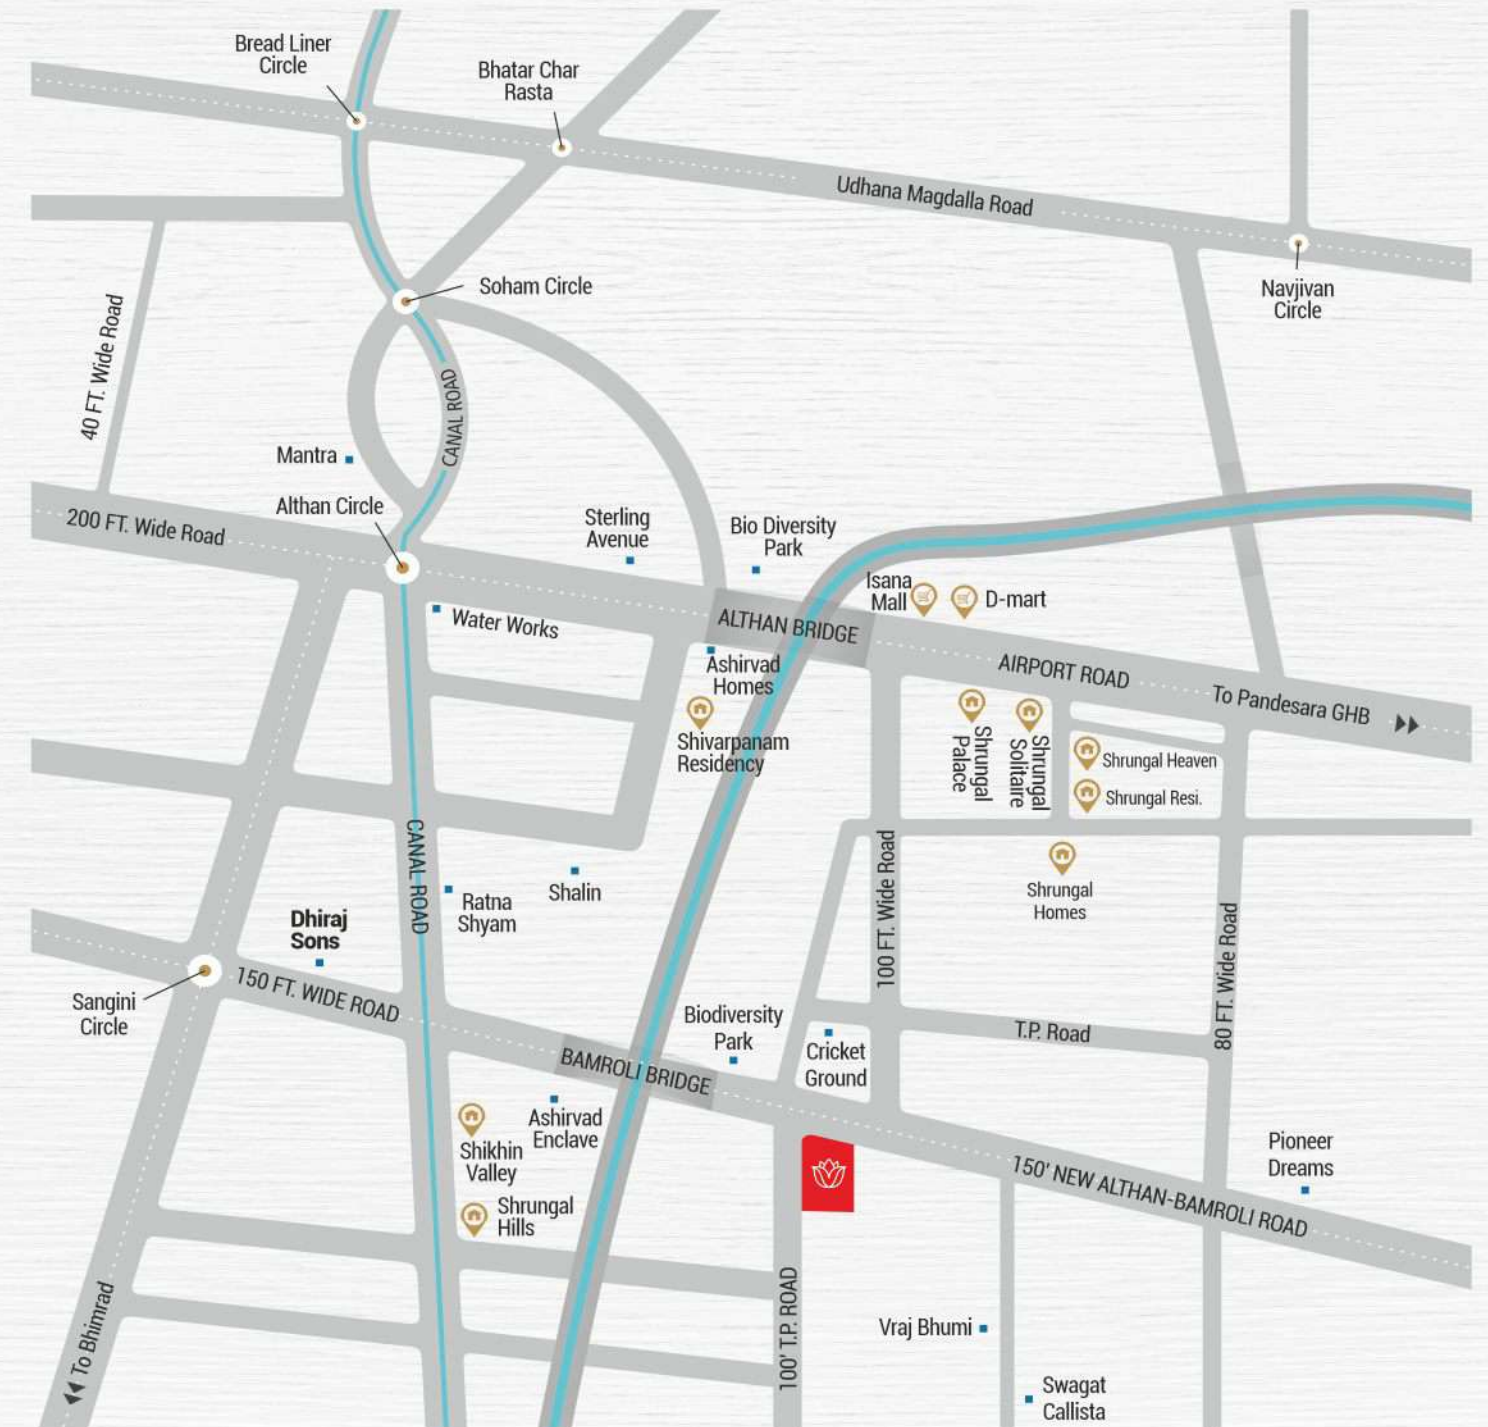 Bread Liner
Circle
Bhatar Char
Rasta
Udhana Magdalla Road
Navjivan
Circle
Soham Circle
40 FT. Wide Road
CANAL ROAD
Mantra
Althan Circle
200 FT. Wide Road
Sterling
Avenue
Bio Diversity
Park
Isana
Mall
D-mart
Water Works
ALTHAN BRIDGE
AIRPORT ROAD
To Pandesara GHB
Ashirvad
Homes
Shivarpanam
Residency
Shrungal
Palace
Shrungal
Solitaire
Shrungal Heaven
Shrungal Resi.
CANAL ROAD
Shalin
Ratna
Shyam
100 FT. Wide Road
Shrungal
Homes
80 FT. Wide Road
Dhiraj
Sons
Sangini
Circle
150 FT. WIDE ROAD
Biodiversity
Park
Cricket
Ground
T.P. Road
BAMROLI BRIDGE
Ashirvad
Enclave
Shikhin
Valley
Shrungal
Hills
150' NEW ALTHAN-BAMROLI ROAD
Pioneer
Dreams
To Bhimrad
100' T.P. ROAD
Vraj Bhumi
Swagat
Callista